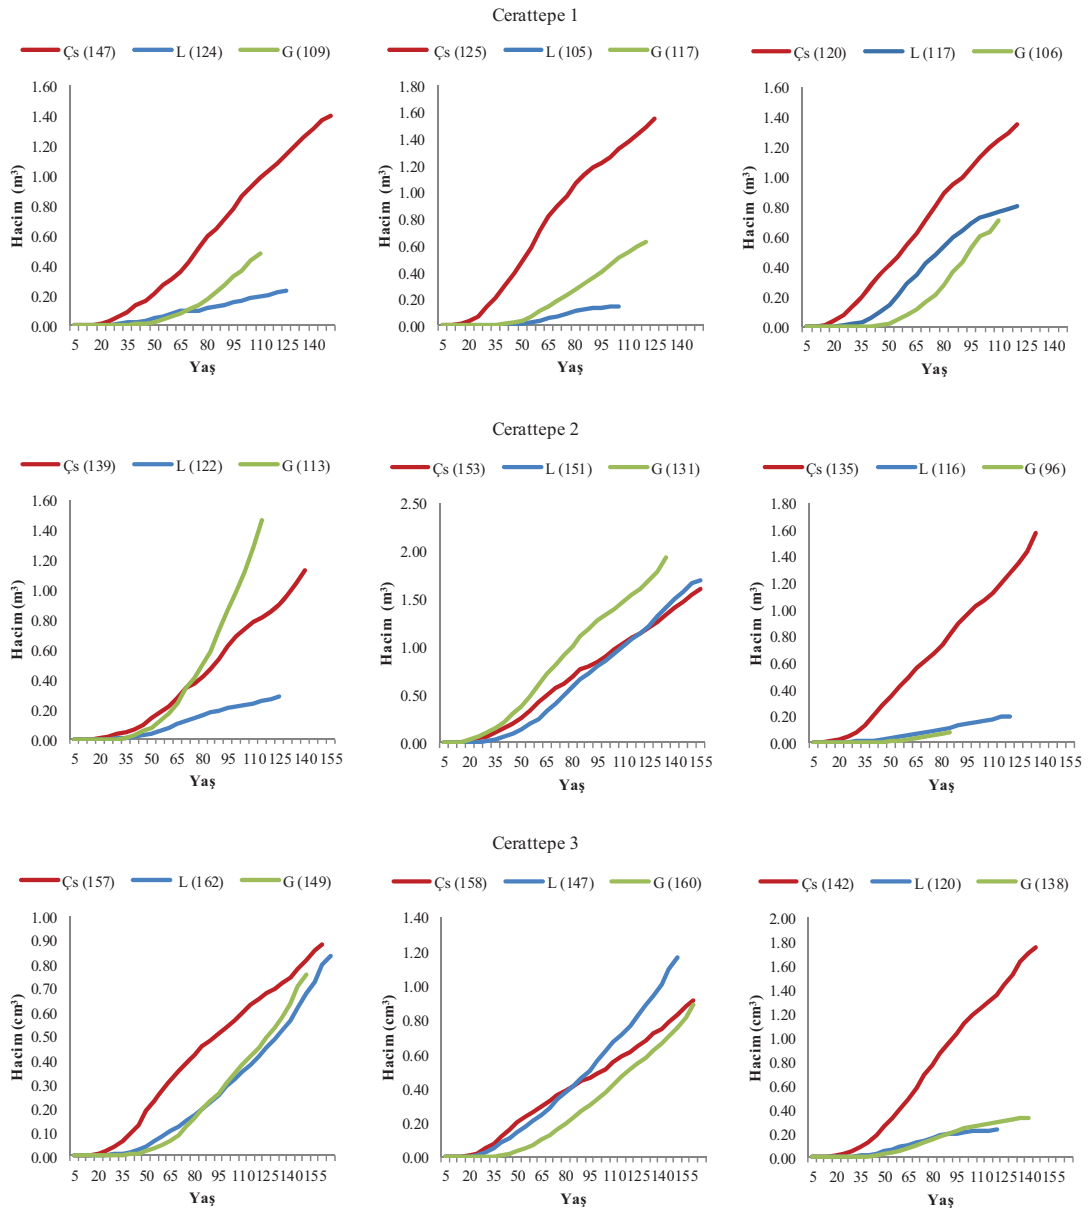 Cerattepe 1
Çs (147) L (124) G (109)
Çs (125) L (105) G (117)
Çs (120) L (117) G (106)
Hacim (m³)
1.60
1.40
1.20
1.00
0.80
0.60
0.40
0.20
0.00
5 20 35 50 65 80 95 110 125 140
Yaş
Hacim (m³)
1.80
1.60
1.40
1.20
1.00
0.80
0.60
0.40
0.20
0.00
5 20 35 50 65 80 95 110 125 140
Yaş
Hacim (m³)
1.60
1.40
1.20
1.00
0.80
0.60
0.40
0.20
0.00
5 20 35 50 65 80 95 110 125 140
Yaş
Cerattepe 2
Çs (139) L (122) G (113)
Çs (153) L (151) G (131)
Çs (135) L (116) G (96)
Hacim (m³)
1.60
1.40
1.20
1.00
0.80
0.60
0.40
0.20
0.00
5 20 35 50 65 80 95 110 125 140 155
Yaş
Hacim (m³)
2.50
2.00
1.50
1.00
0.50
0.00
5 20 35 50 65 80 95 110 125 140 155
Yaş
Hacim (m³)
1.80
1.60
1.40
1.20
1.00
0.80
0.60
0.40
0.20
0.00
5 20 35 50 65 80 95 110 125 140 155
Yaş
Cerattepe 3
Çs (157) L (162) G (149)
Çs (158) L (147) G (160)
Çs (142) L (120) G (138)
Hacim (cm³)
1.00
0.90
0.80
0.70
0.60
0.50
0.40
0.30
0.20
0.10
0.00
5 20 35 50 65 80 95 110 125 140 155
Yaş
Hacim (cm³)
1.40
1.20
1.00
0.80
0.60
0.40
0.20
0.00
5 20 35 50 65 80 95 110 125 140 155
Yaş
Hacim (cm³)
2.00
1.80
1.60
1.40
1.20
1.00
0.80
0.60
0.40
0.20
0.00
5 20 35 50 65 80 95 110 125 140 155
Yaş